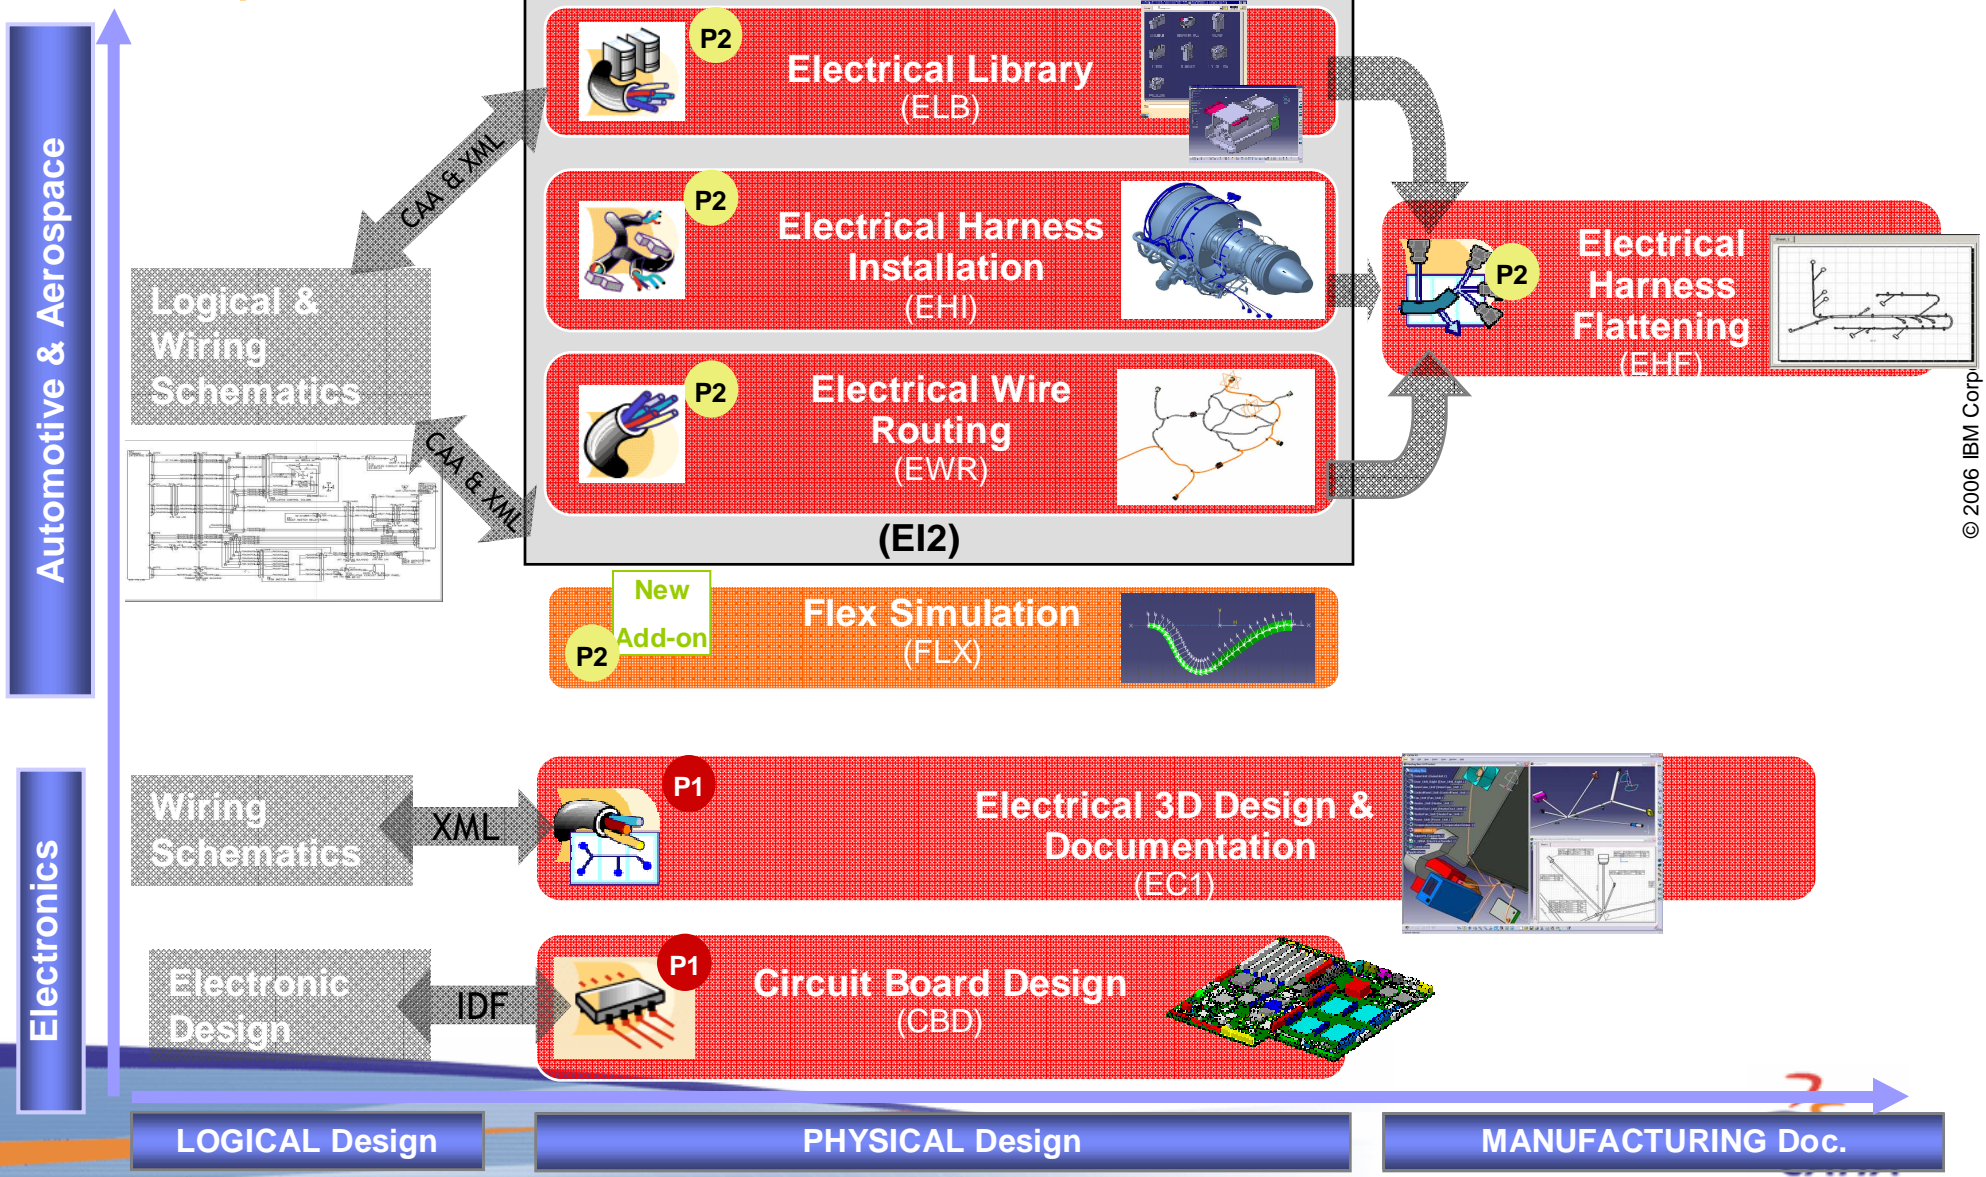 Automotive & Aerospace
Electronics
Logical &
Wiring
Schematics
CAA & XML
CAA & XML
P2
Electrical Library
(ELB)
P2
Electrical Harness
Installation
(EHI)
P2
Electrical Wire
Routing
(EWR)
(EI2)
P2
Electrical
Harness
Flattening
(EHF)
© 2006 IBM Corp
New
Add-on
P2
Flex Simulation
(FLX)
Wiring
Schematics
XML
P1
Electrical 3D Design &
Documentation
(EC1)
Electronic
Design
IDF
P1
Circuit Board Design
(CBD)
LOGICAL Design
PHYSICAL Design
MANUFACTURING Doc.